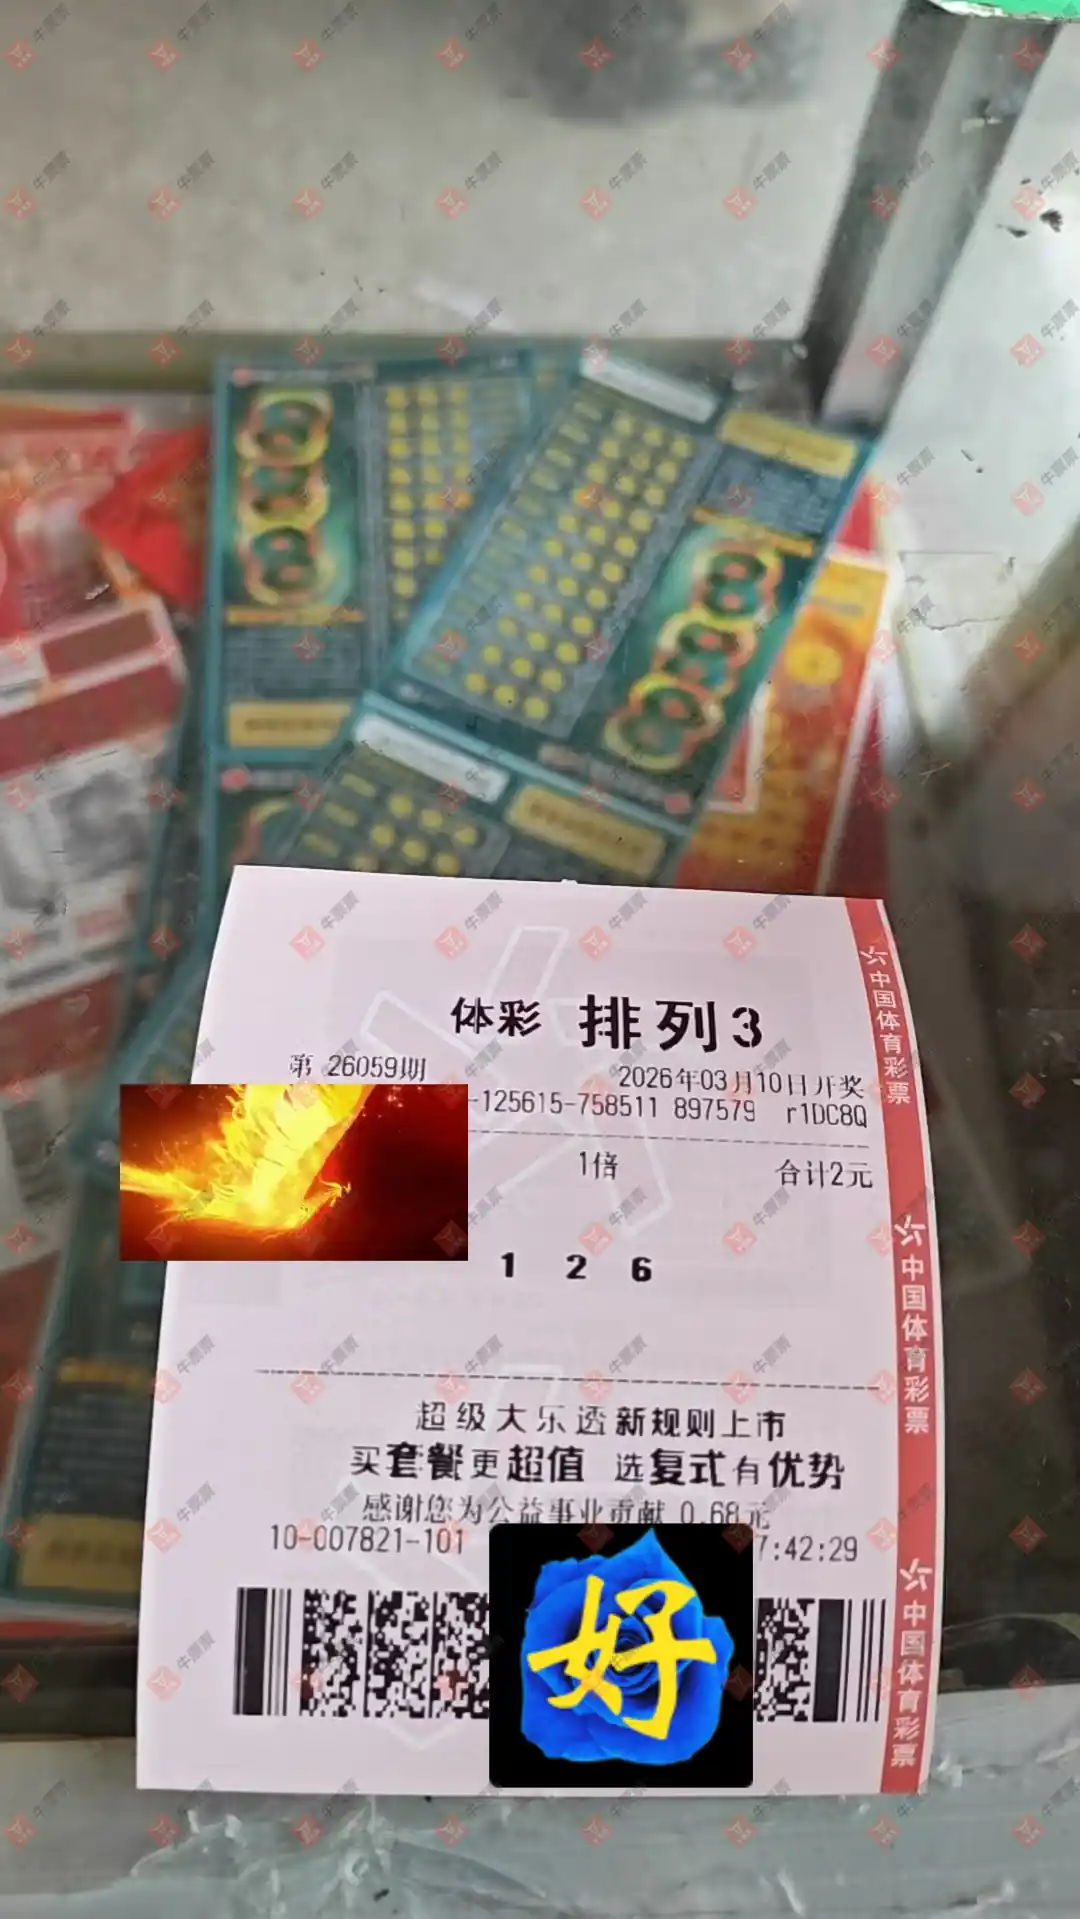 体彩 排列3
第 26059期
2026年03月10日开奖
-125615-758511 897579 r1DC8Q
1倍 合计2元
1 2 6
超级大乐透新规则上市
买套餐更超值 选复式有优势
感谢您为公益事业贡献 0.68元
10-007821-101 7:42:29
好
中国体育彩票
中国体育彩票
中国体育彩票
牛票票